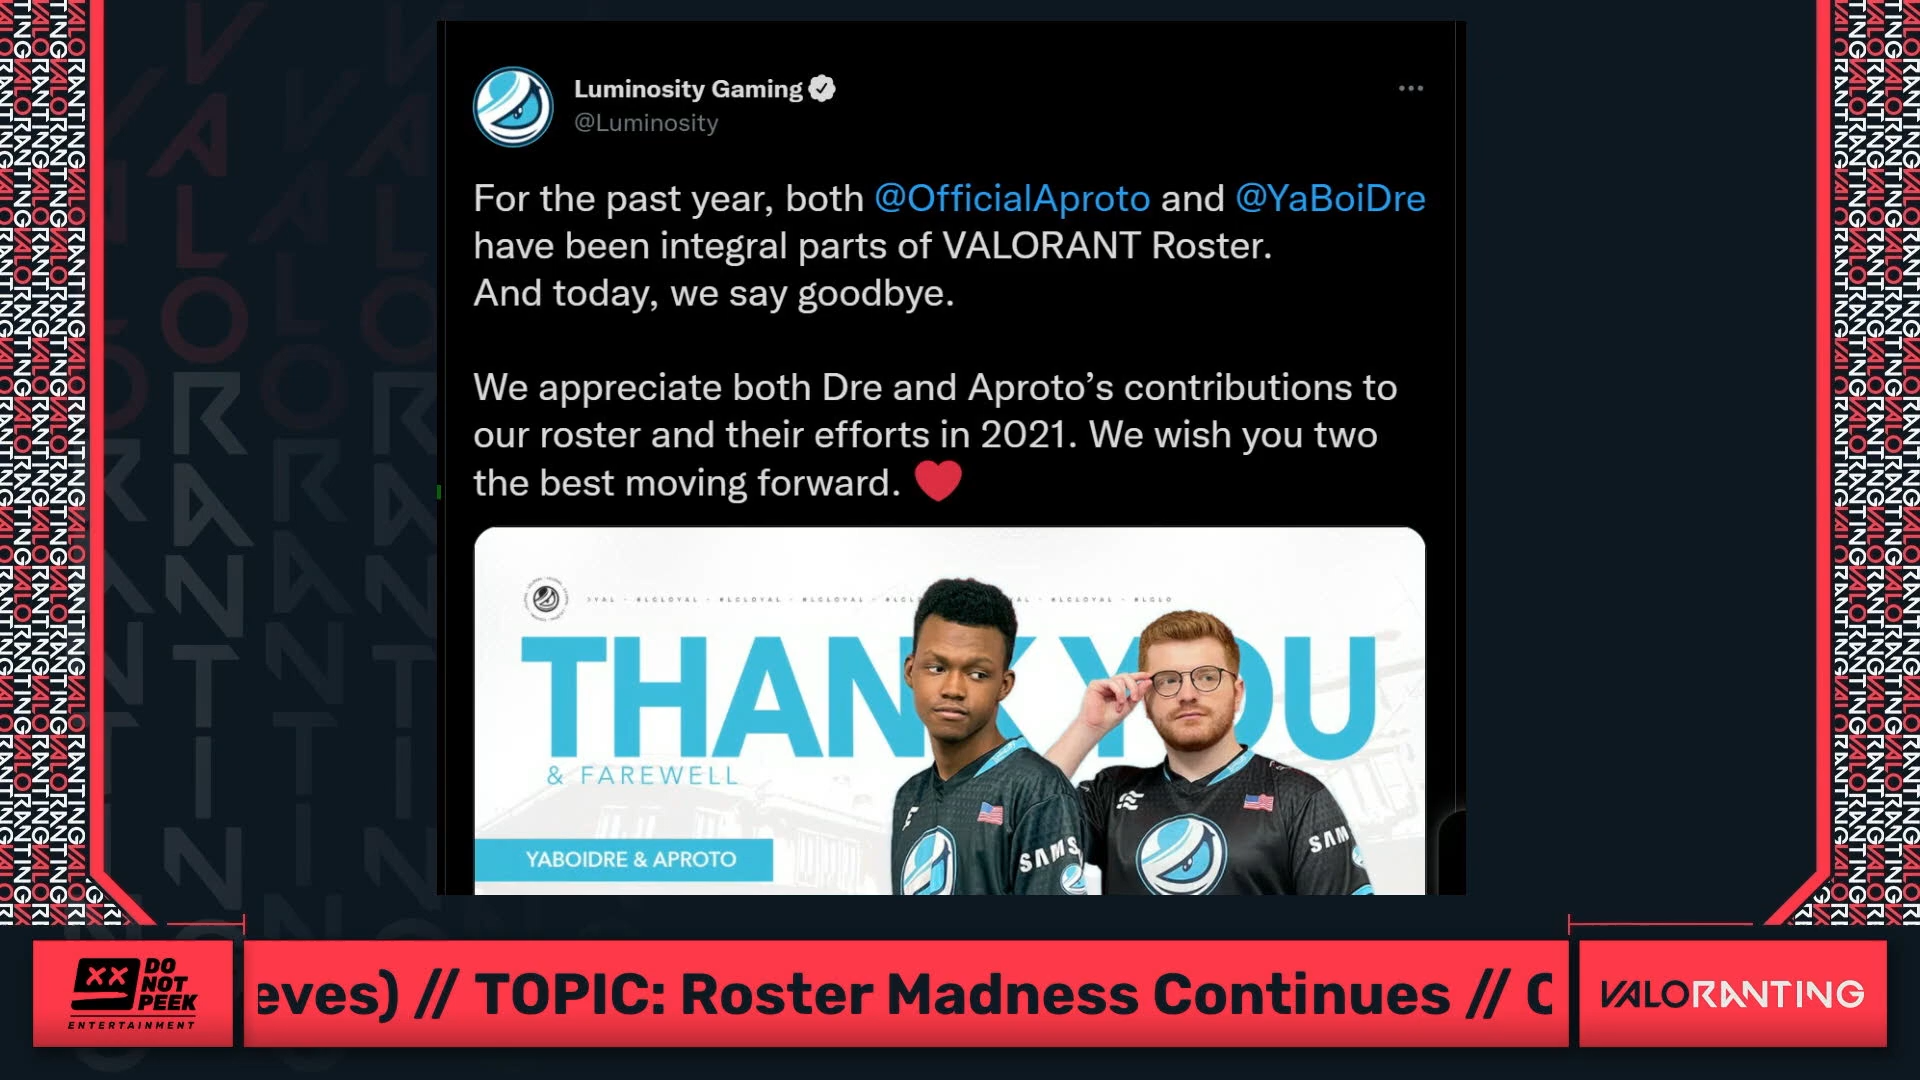 Luminosity Gaming
@Luminosity
For the past year, both @OfficialAproto and @YaBoiDre
have been integral parts of VALORANT Roster.
And today, we say goodbye.
We appreciate both Dre and Aproto’s contributions to
our roster and their efforts in 2021. We wish you two
the best moving forward.
THANK YOU
& FAREWELL
YABOIDRE & APROTO
SAMS
SAM
DO
NOT
PEEK
ENTERTAINMENT
eves) // TOPIC: Roster Madness Continues //
VALORANTING